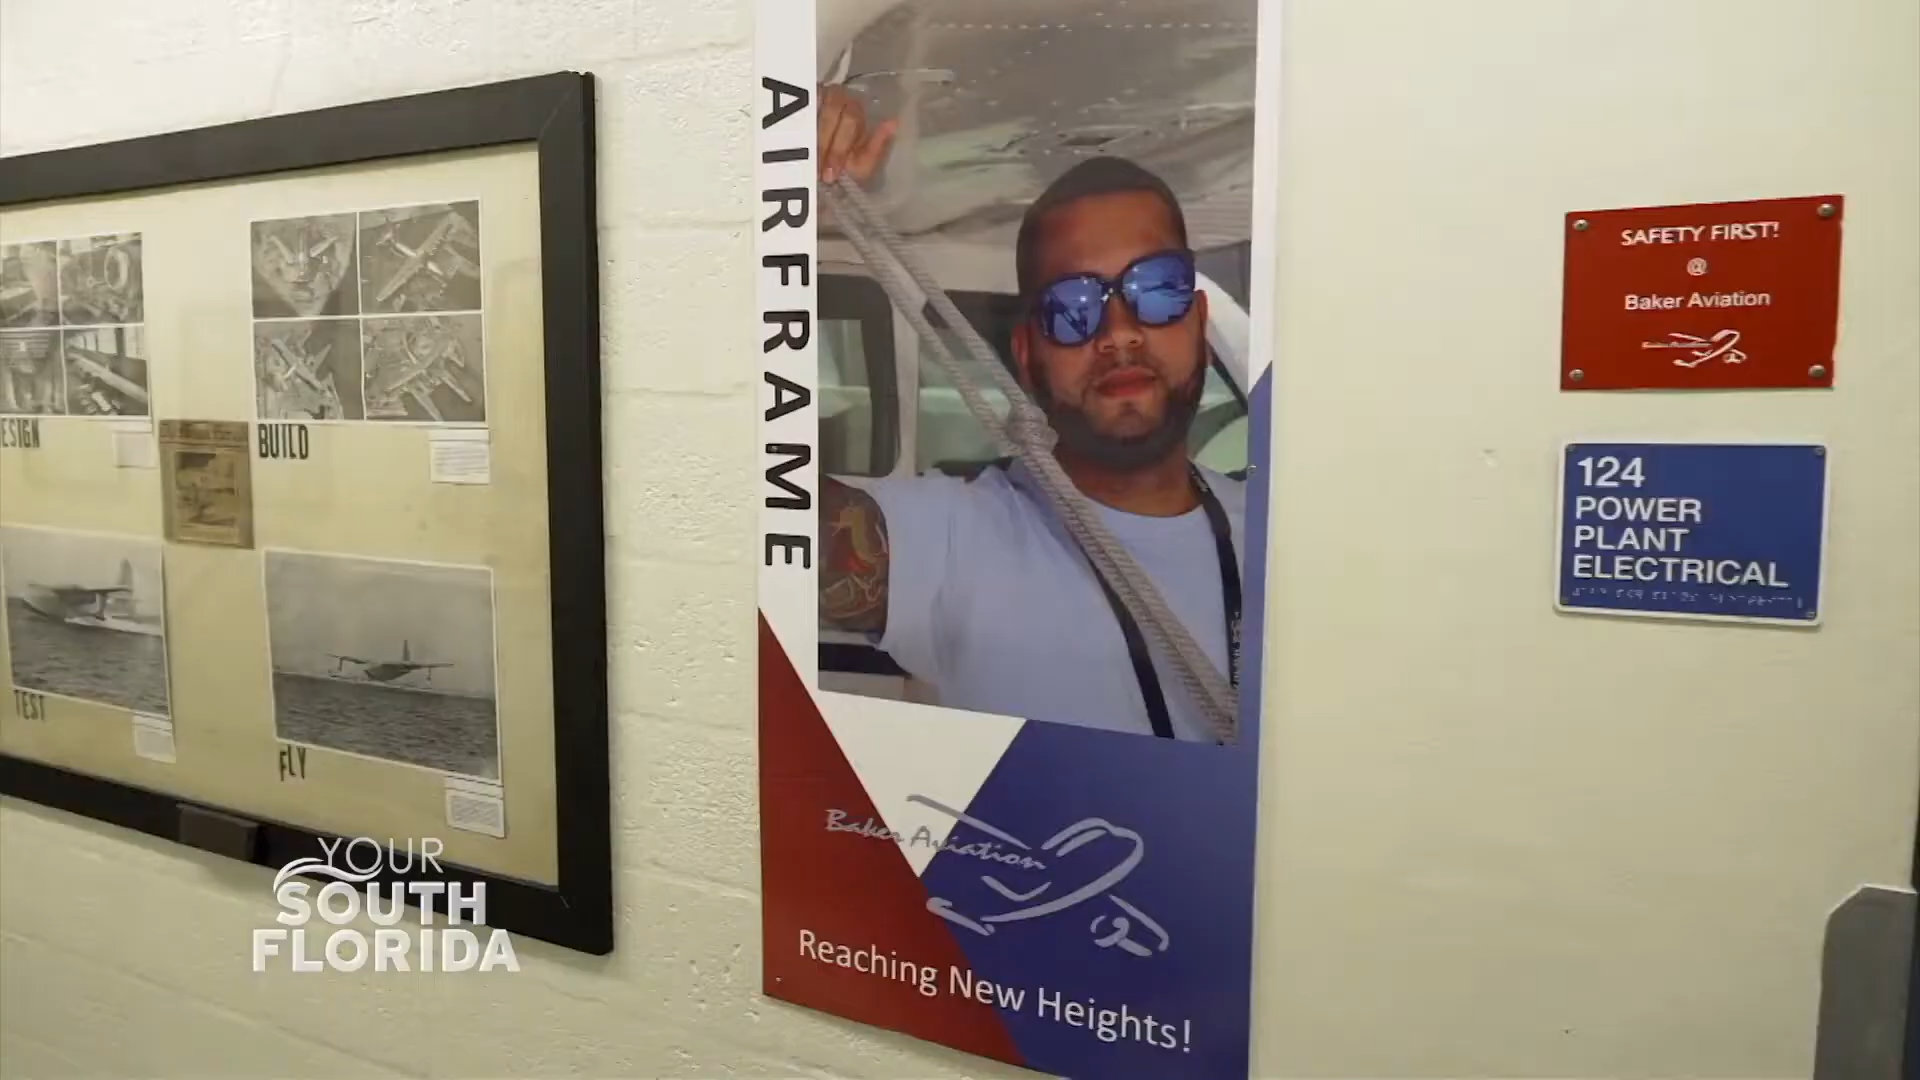 ESIGN
BUILD
TEST
FLY
AIRFRAME
Baker Aviation
Reaching New Heights!
SAFETY FIRST!
@
Baker Aviation
124
POWER
PLANT
ELECTRICAL
YOUR
SOUTH
FLORIDA